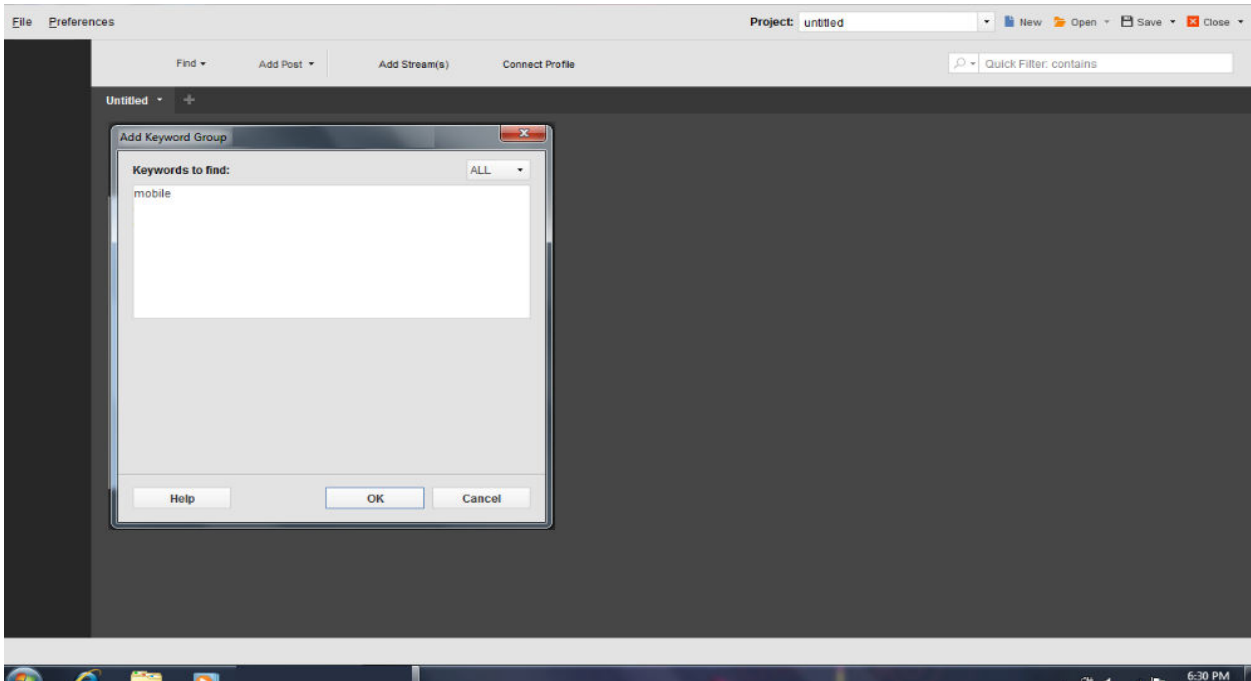 File Preferences Project: untitled New Open Save Close
Find Add Post Add Stream(s) Connect Profile Quick Filter: contains
Untitled
Add Keyword Group
Keywords to find: ALL
mobile
Help OK Cancel
6:30 PM